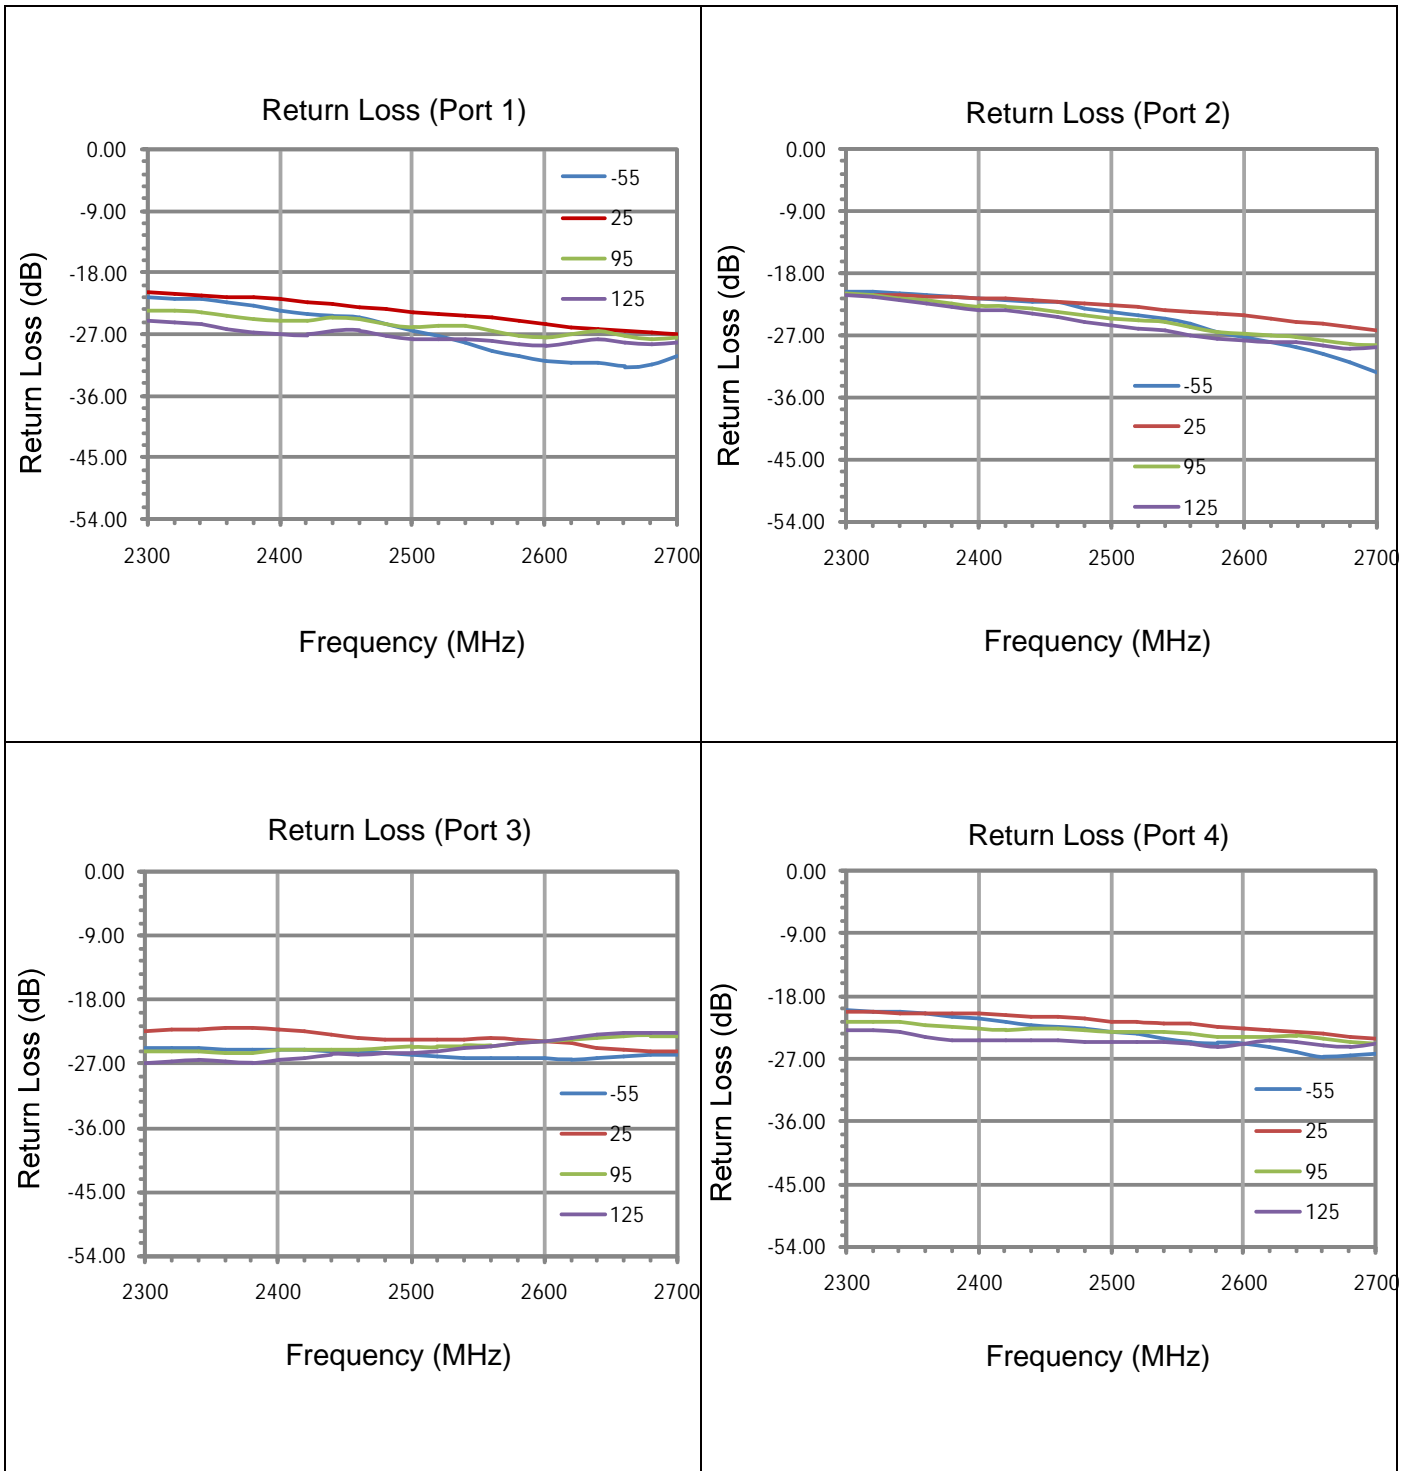 Return Loss (Port 1)
Return Loss (dB)
0.00
-9.00
-18.00
-27.00
-36.00
-45.00
-54.00
-55
25
95
125
2300 2400 2500 2600 2700
Frequency (MHz)
Return Loss (Port 2)
Return Loss (dB)
0.00
-9.00
-18.00
-27.00
-36.00
-45.00
-54.00
-55
25
95
125
2300 2400 2500 2600 2700
Frequency (MHz)
Return Loss (Port 3)
Return Loss (dB)
0.00
-9.00
-18.00
-27.00
-36.00
-45.00
-54.00
-55
25
95
125
2300 2400 2500 2600 2700
Frequency (MHz)
Return Loss (Port 4)
Return Loss (dB)
0.00
-9.00
-18.00
-27.00
-36.00
-45.00
-54.00
-55
25
95
125
2300 2400 2500 2600 2700
Frequency (MHz)